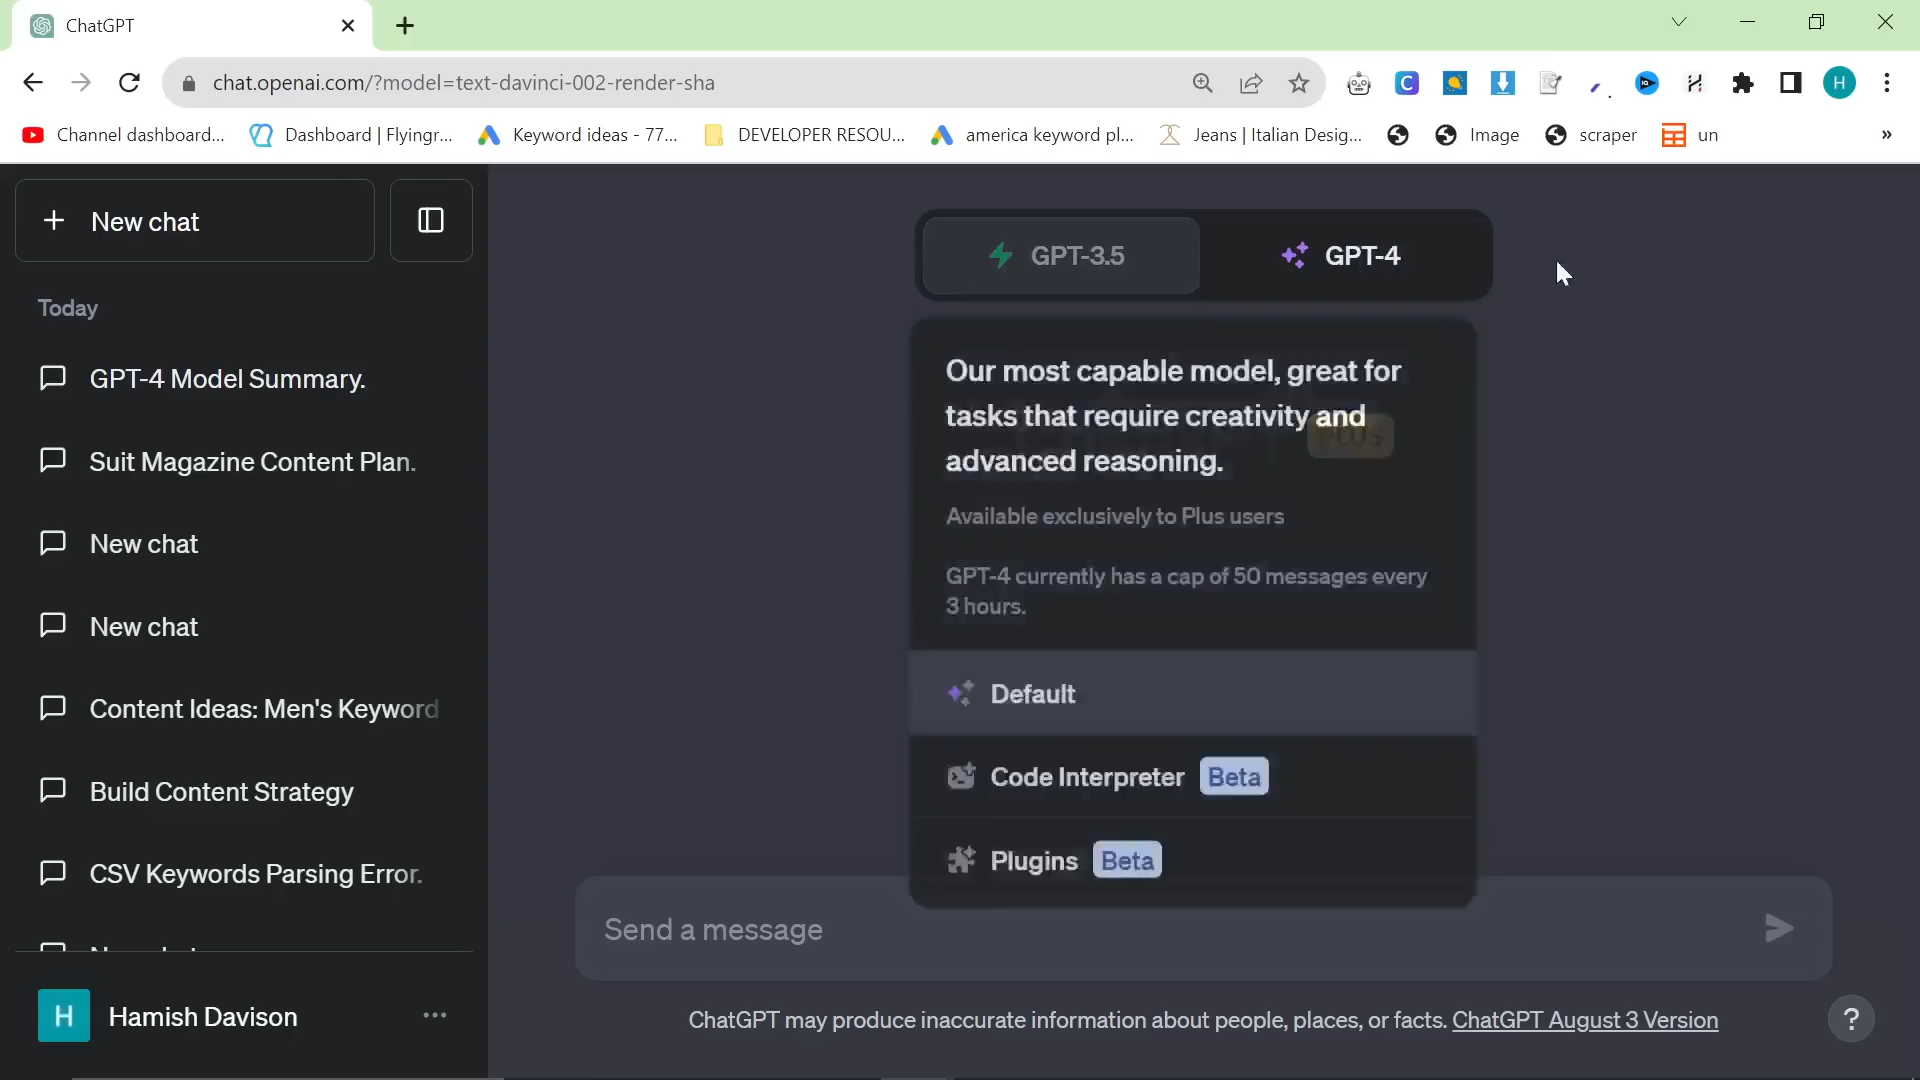 ChatGPT
chat.openai.com/?model=text-davinci-002-render-sha
H
Channel dashboard...
Dashboard | Flyingr...
Keyword ideas - 77...
DEVELOPER RESOU...
america keyword pl...
Jeans | Italian Desig...
Image
scraper
un
»
New chat
Today
GPT-4 Model Summary.
Suit Magazine Content Plan.
New chat
New chat
Content Ideas: Men's Keyword
Build Content Strategy
CSV Keywords Parsing Error.
H
Hamish Davison
GPT-3.5
GPT-4
Our most capable model, great for
tasks that require creativity and
advanced reasoning.
PLUS
Available exclusively to Plus users
GPT-4 currently has a cap of 50 messages every
3 hours.
Default
Code Interpreter Beta
Plugins Beta
Send a message
ChatGPT may produce inaccurate information about people, places, or facts. ChatGPT August 3 Version
?